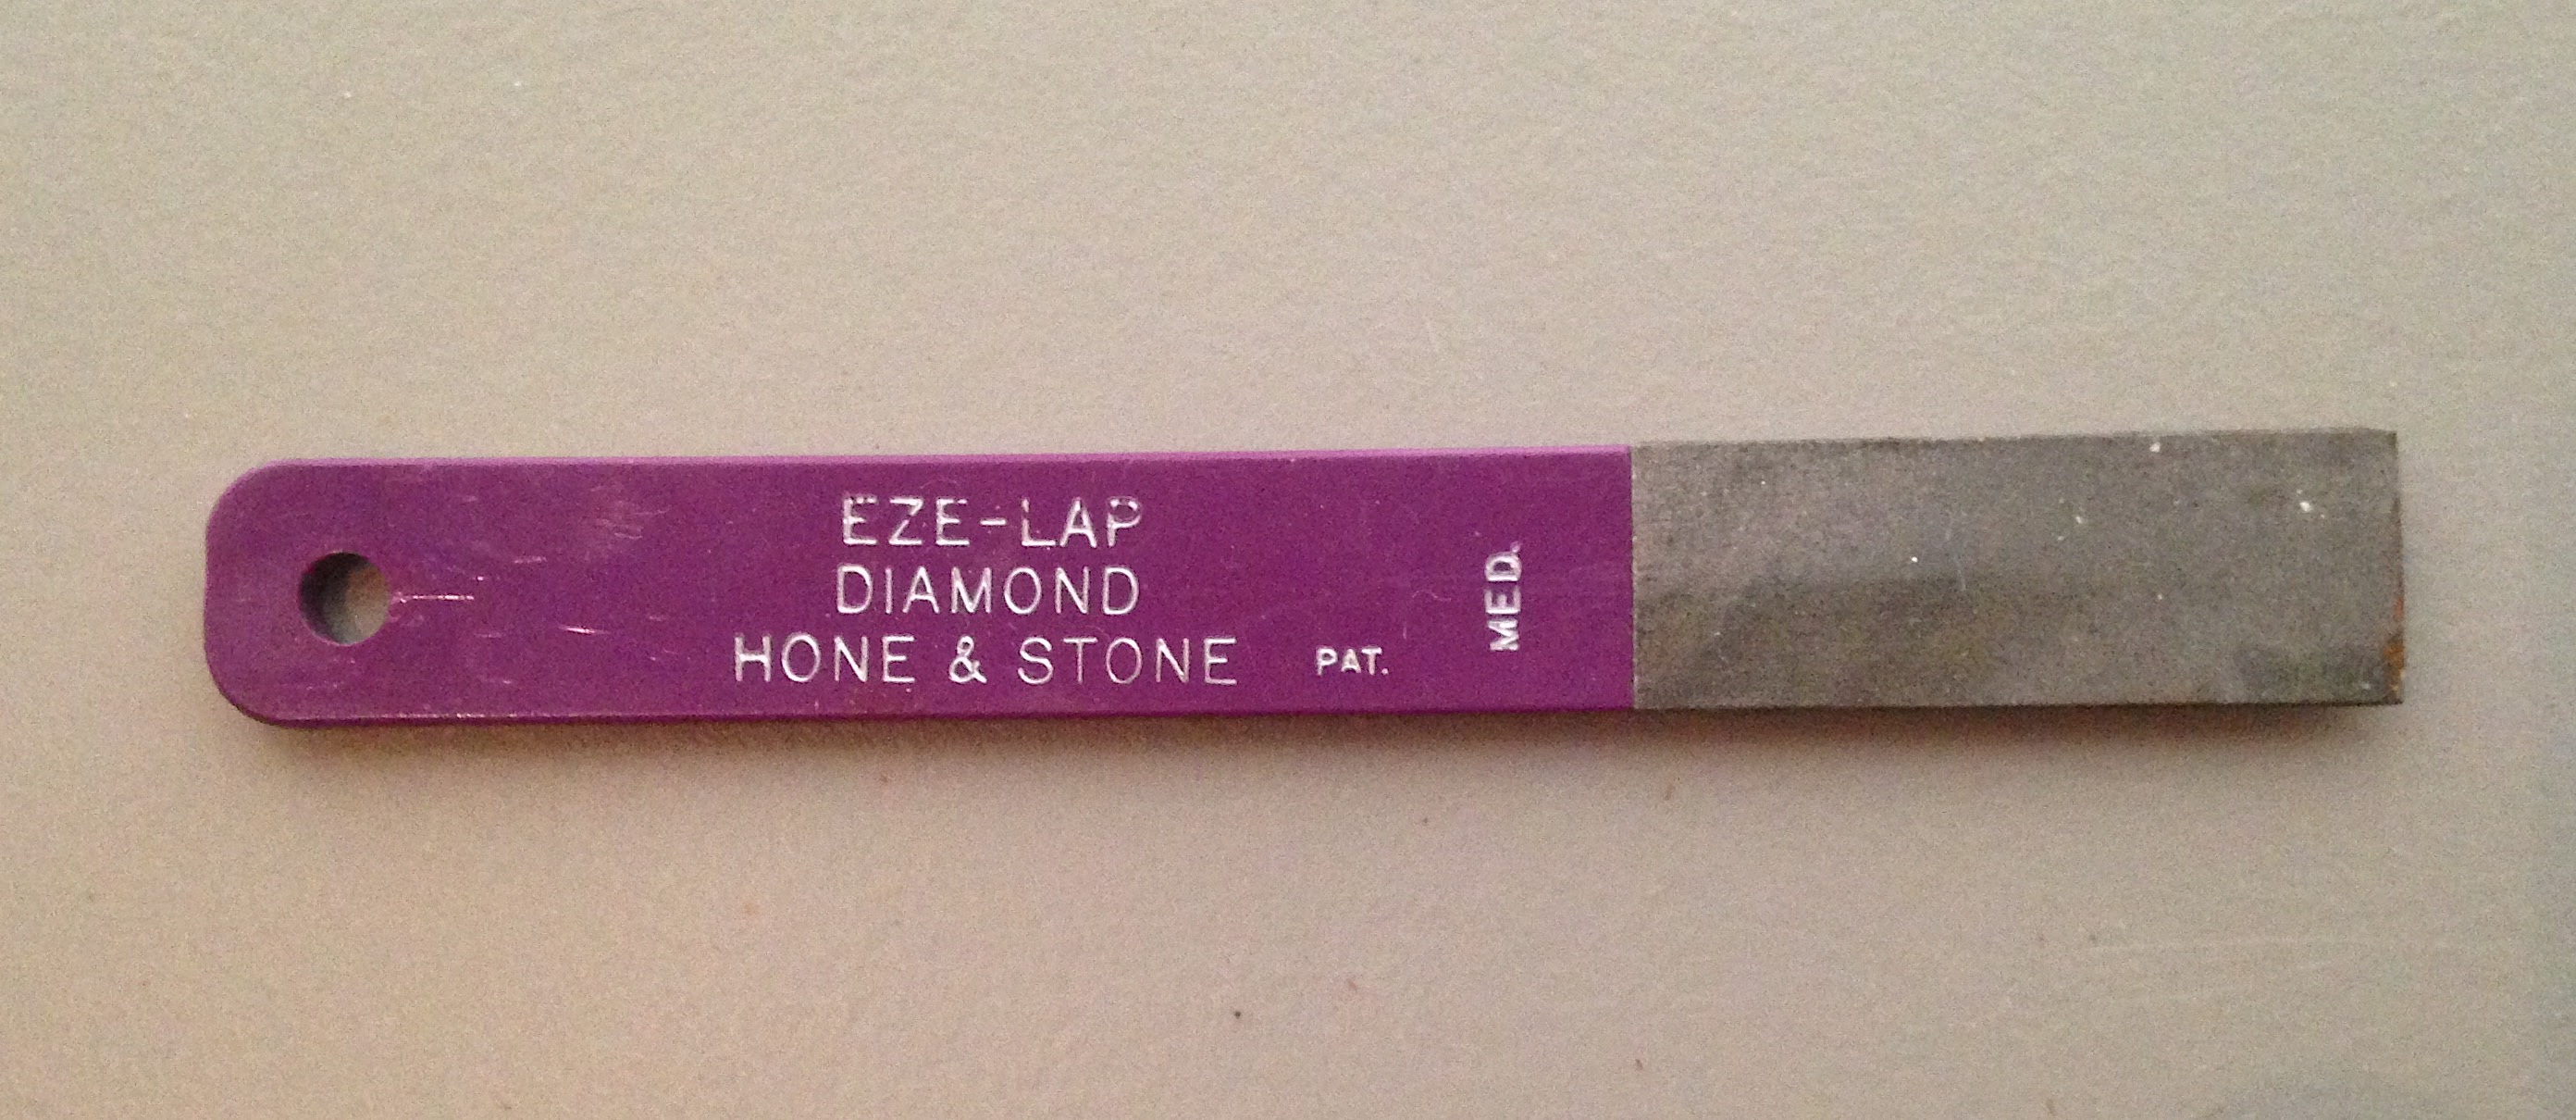 EZE-LAP
DIAMOND
HONE & STONE
PAT.
MED.